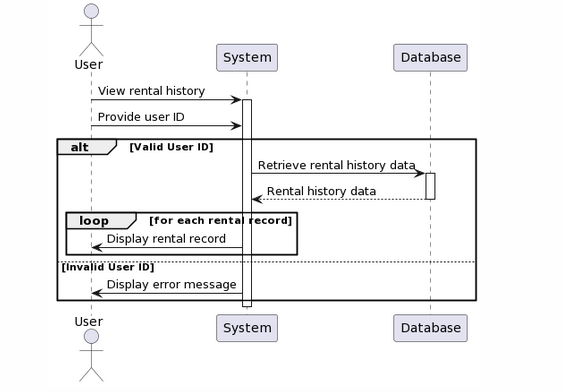 User
System
Database
View rental history
Provide user ID
alt
[Valid User ID]
Retrieve rental history data
Rental history data
loop
[for each rental record]
Display rental record
[Invalid User ID]
Display error message
User
System
Database